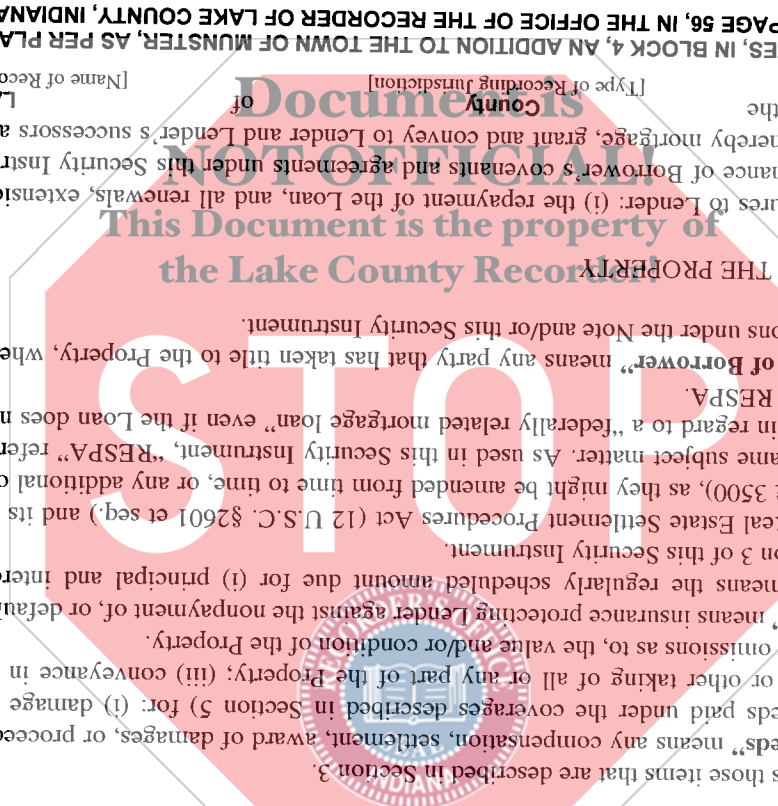 s those items that are described in Section 3.
eds” means any compensation, settlement, award of damages, or procee
eds paid under the coverages described in Section 5) for: (i) damage
or other taking of all or any part of the Property; (iii) conveyance in
omissions as to, the value and/or condition of the Property.
” means insurance protecting Lender against the nonpayment of, or defau
means the regularly scheduled amount due for (i) principal and inter
on 3 of this Security Instrument.
eal Estate Settlement Procedures Act (12 U.S.C. §2601 et seq.) and its
3500), as they might be amended from time to time, or any additional o
ame subject matter. As used in this Security Instrument, “RESPA” refer
in regard to a “federally related mortgage loan” even if the Loan does n
RESPA.
of Borrower” means any party that has taken title to the Property, whe
ons under the Note and/or this Security Instrument.
THE PROPERTY
ures to Lender: (i) the repayment of the Loan, and all renewals, extensio
mance of Borrower’s covenants and agreements under this Security Instr
hereby mortgage, grant and convey to Lender and Lender’s successors a
the County of L
[Type of Recording Jurisdiction] [Name of Reco
ES, IN BLOCK 4, AN ADDITION TO THE TOWN OF MUNSTER, AS PER PLA
PAGE 56, IN THE OFFICE OF THE RECORDER OF LAKE COUNTY, INDIANA
Document is
NOT OFFICIAL!
This Document is the property of
the Lake County Recorder!
STOP
RECORDER'S OFFICE
SEAL
INDIANA